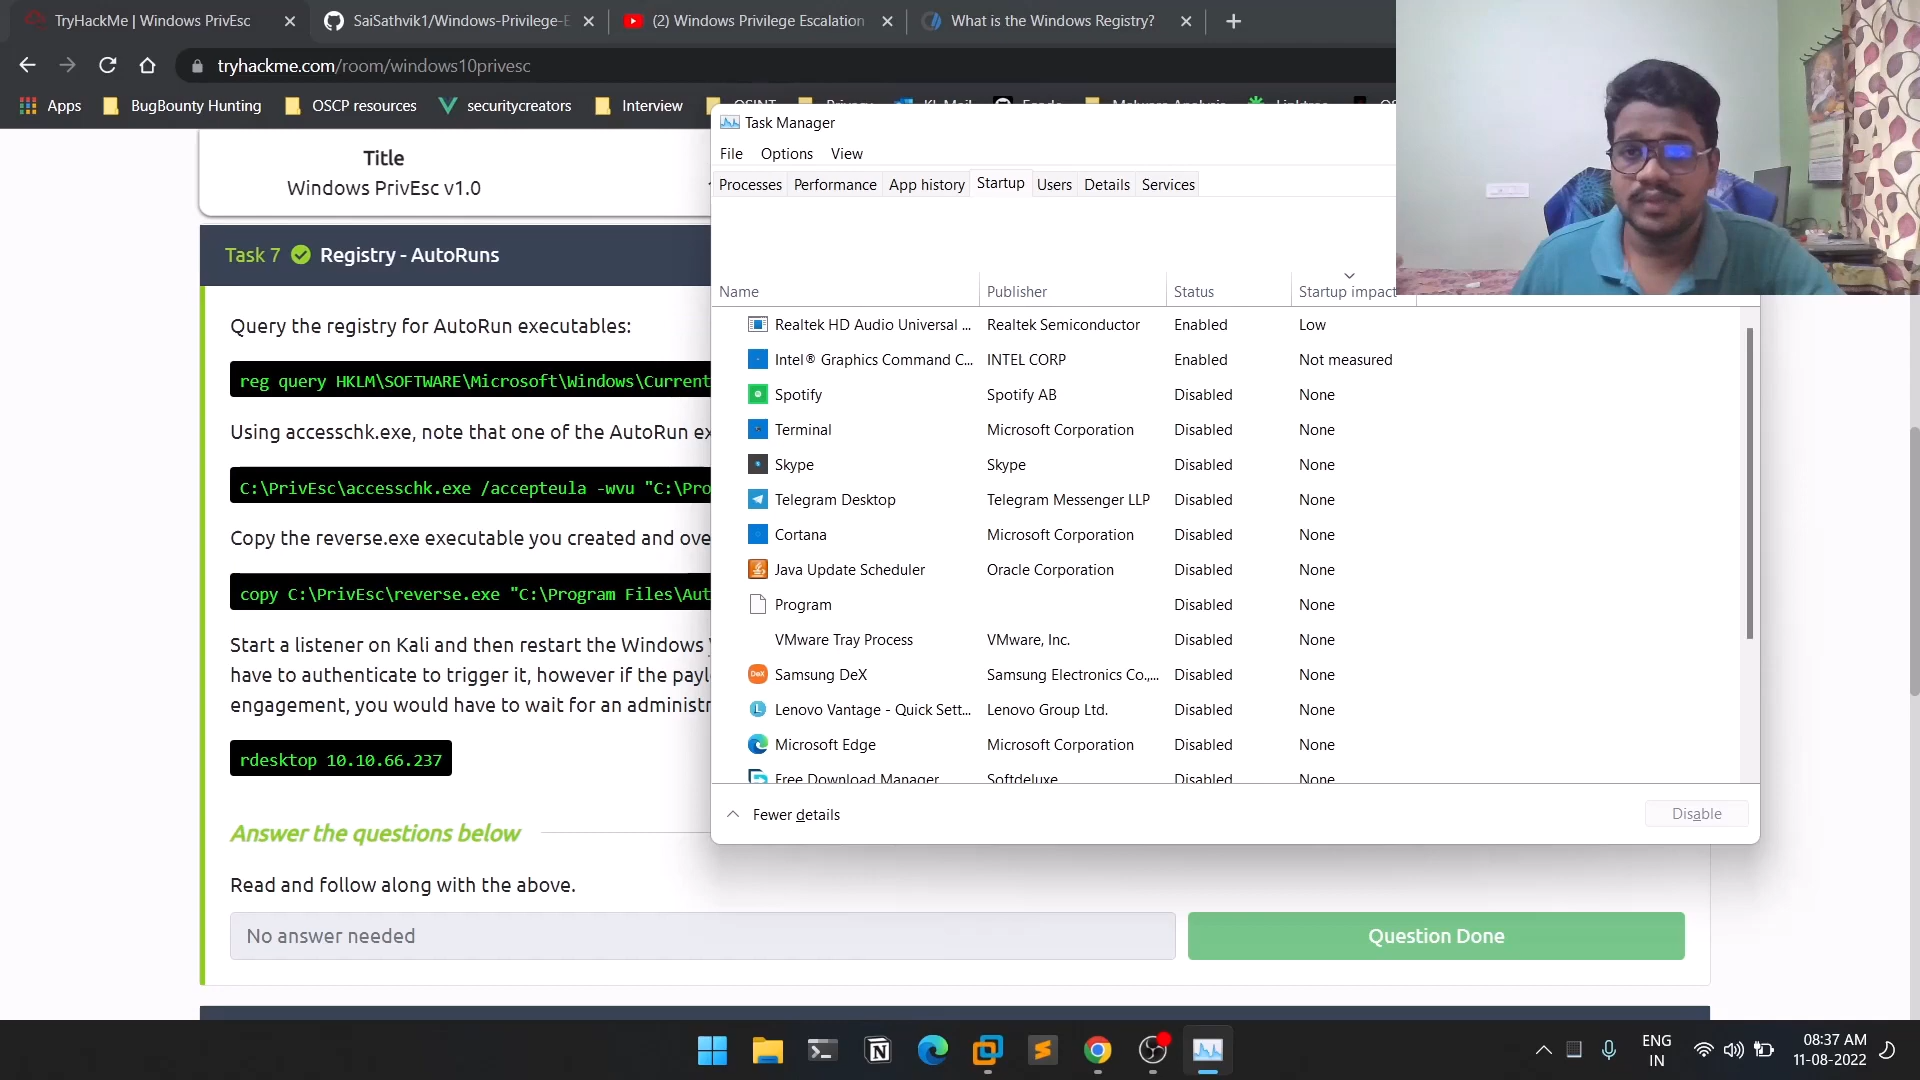 TryHackMe | Windows PrivEsc
SaiSathvik1/Windows-Privilege-E
(2) Windows Privilege Escalation
What is the Windows Registry?
tryhackme.com/room/windows10privesc
Apps
BugBounty Hunting
OSCP resources
securitycreators
Interview
Title
Windows PrivEsc v1.0
Task 7
Registry - AutoRuns
Query the registry for AutoRun executables:
reg query HKLM\SOFTWARE\Microsoft\Windows\Current
Using accesschk.exe, note that one of the AutoRun ex
C:\PrivEsc\accesschk.exe /accepteula -wvu "C:\Pro
Copy the reverse.exe executable you created and ove
copy C:\PrivEsc\reverse.exe "C:\Program Files\Aut
Start a listener on Kali and then restart the Windows
have to authenticate to trigger it, however if the payl
engagement, you would have to wait for an administr
rdesktop 10.10.66.237
Answer the questions below
Read and follow along with the above.
No answer needed
Question Done
Task Manager
File Options View
Processes Performance App history Startup Users Details Services
Name Publisher Status Startup impact
Realtek HD Audio Universal ... Realtek Semiconductor Enabled Low
Intel® Graphics Command C... INTEL CORP Enabled Not measured
Spotify Spotify AB Disabled None
Terminal Microsoft Corporation Disabled None
Skype Skype Disabled None
Telegram Desktop Telegram Messenger LLP Disabled None
Cortana Microsoft Corporation Disabled None
Java Update Scheduler Oracle Corporation Disabled None
Program Disabled None
VMware Tray Process VMware, Inc. Disabled None
Samsung DeX Samsung Electronics Co.,... Disabled None
Lenovo Vantage - Quick Sett... Lenovo Group Ltd. Disabled None
Microsoft Edge Microsoft Corporation Disabled None
Free Download Manager Softdeluxe Disabled None
Fewer details
Disable
ENG
IN
08:37 AM
11-08-2022